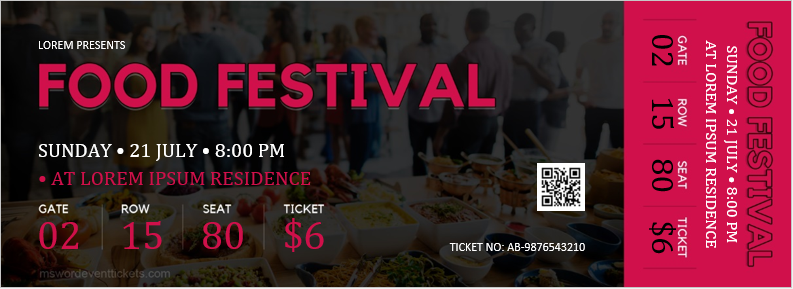 LOREM PRESENTS
FOOD FESTIVAL
SUNDAY • 21 JULY • 8:00 PM
• AT LOREM IPSUM RESIDENCE
GATE ROW SEAT TICKET
02 15 80 $6
TICKET NO: AB-9876543210
mswordeventtickets.com
GATE ROW SEAT TICKET
02 15 80 $6
FOOD FESTIVAL
SUNDAY • 21 JULY • 8:00 PM
AT LOREM IPSUM RESIDENCE